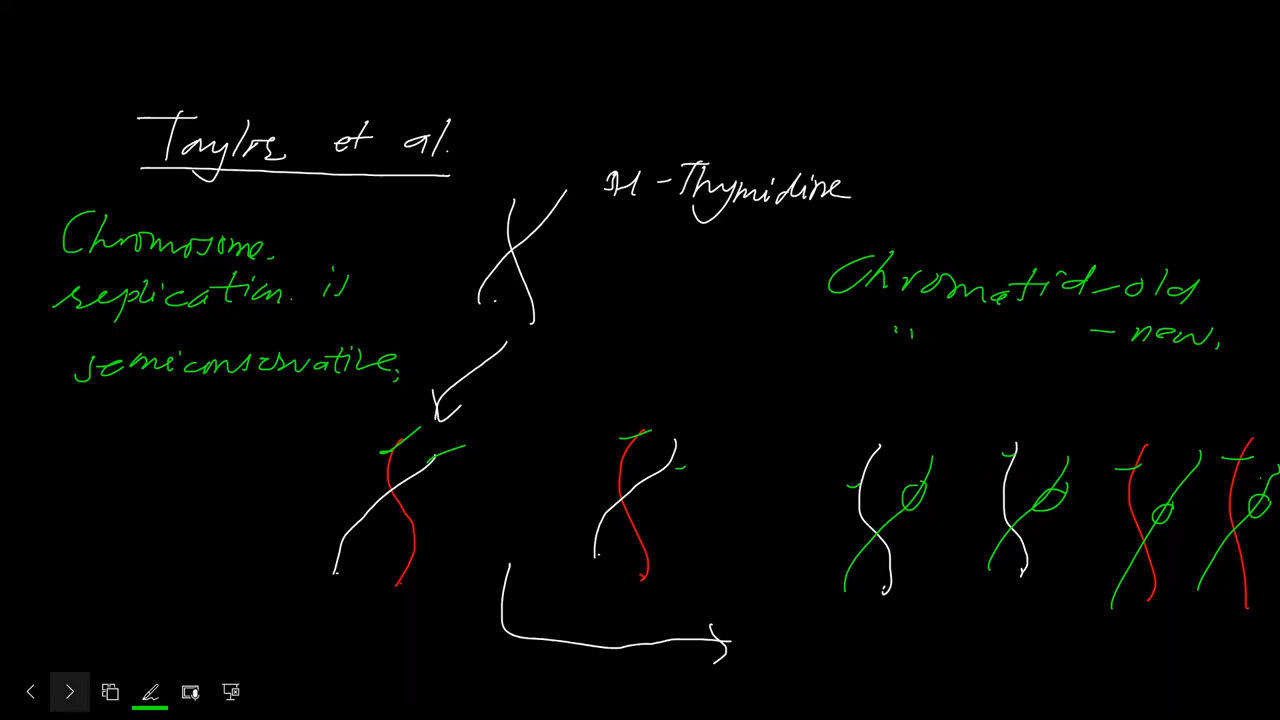 Taylor et al.
³H - Thymidine
Chromosome
replication is
semiconservative.
Chromatid - old
" - new.